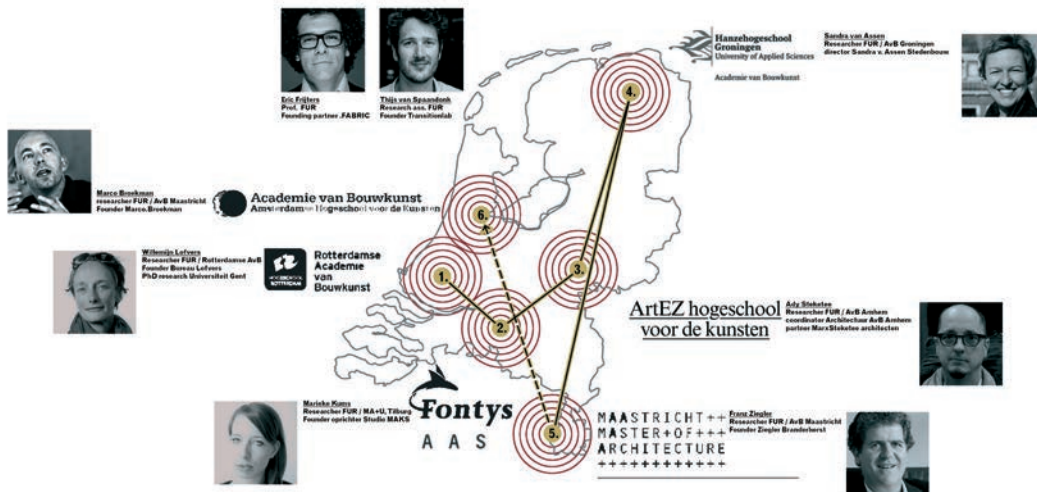 Eric Frijters
Prof. FUR
Founding partner .FABRIC
Thijs van Spaandonk
Research ass. FUR
Founder Transitionlab
Hanzehogeschool
Groningen
University of Applied Sciences
Academie van Bouwkunst
Sandra van Assen
Researcher FUR / AvB Groningen
director Sandra v. Assen Stedenbouw
4.
Marco Broekman
researcher FUR / AvB Maastricht
Founder Marco.Broekman
Academie van Bouwkunst
Amsterdamse Hogeschool voor de Kunsten
6.
Willemijn Lofvers
Researcher FUR / Rotterdamse AvB
Founder Bureau Lofvers
PhD research Universiteit Gent
HOGESCHOOL
ROTTERDAM
Rotterdamse
Academie
van
Bouwkunst
1.
3.
2.
ArtEZ hogeschool
voor de kunsten
Ady Steketee
Researcher FUR / AvB Arnhem
coordinator Architectuur AvB Arnhem
partner MarxSteketee architecten
Marieke Kums
Researcher FUR / MA+U, Tilburg
Founder oprichter Studio MAKS
Fontys
AAS
5.
MAASTRICHT++
MASTER+OF+++
ARCHITECTURE
++++++++++++
Franz Ziegler
Researcher FUR / AvB Maastricht
Founder Ziegler Branderhorst